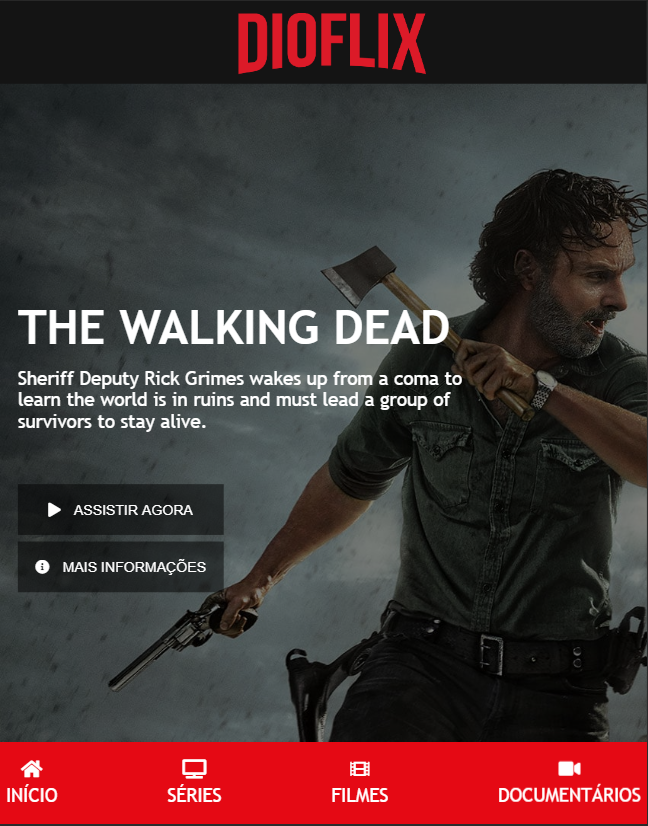 DIOFLIX
THE WALKING DEAD
Sheriff Deputy Rick Grimes wakes up from a coma to
learn the world is in ruins and must lead a group of
survivors to stay alive.
ASSISTIR AGORA
MAIS INFORMAÇÕES
INÍCIO SÉRIES FILMES DOCUMENTÁRIOS